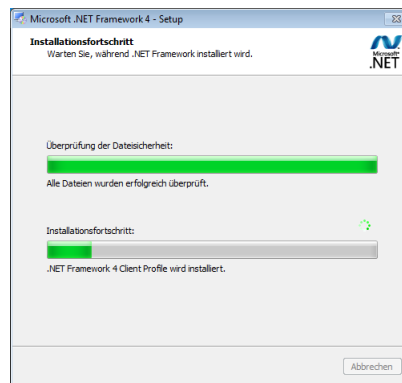 Microsoft .NET Framework 4 - Setup
Installationsfortschritt
Warten Sie, während .NET Framework installiert wird.
Microsoft
.NET
Überprüfung der Dateisicherheit:
Alle Dateien wurden erfolgreich überprüft.
Installationsfortschritt:
.NET Framework 4 Client Profile wird installiert.
Abbrechen